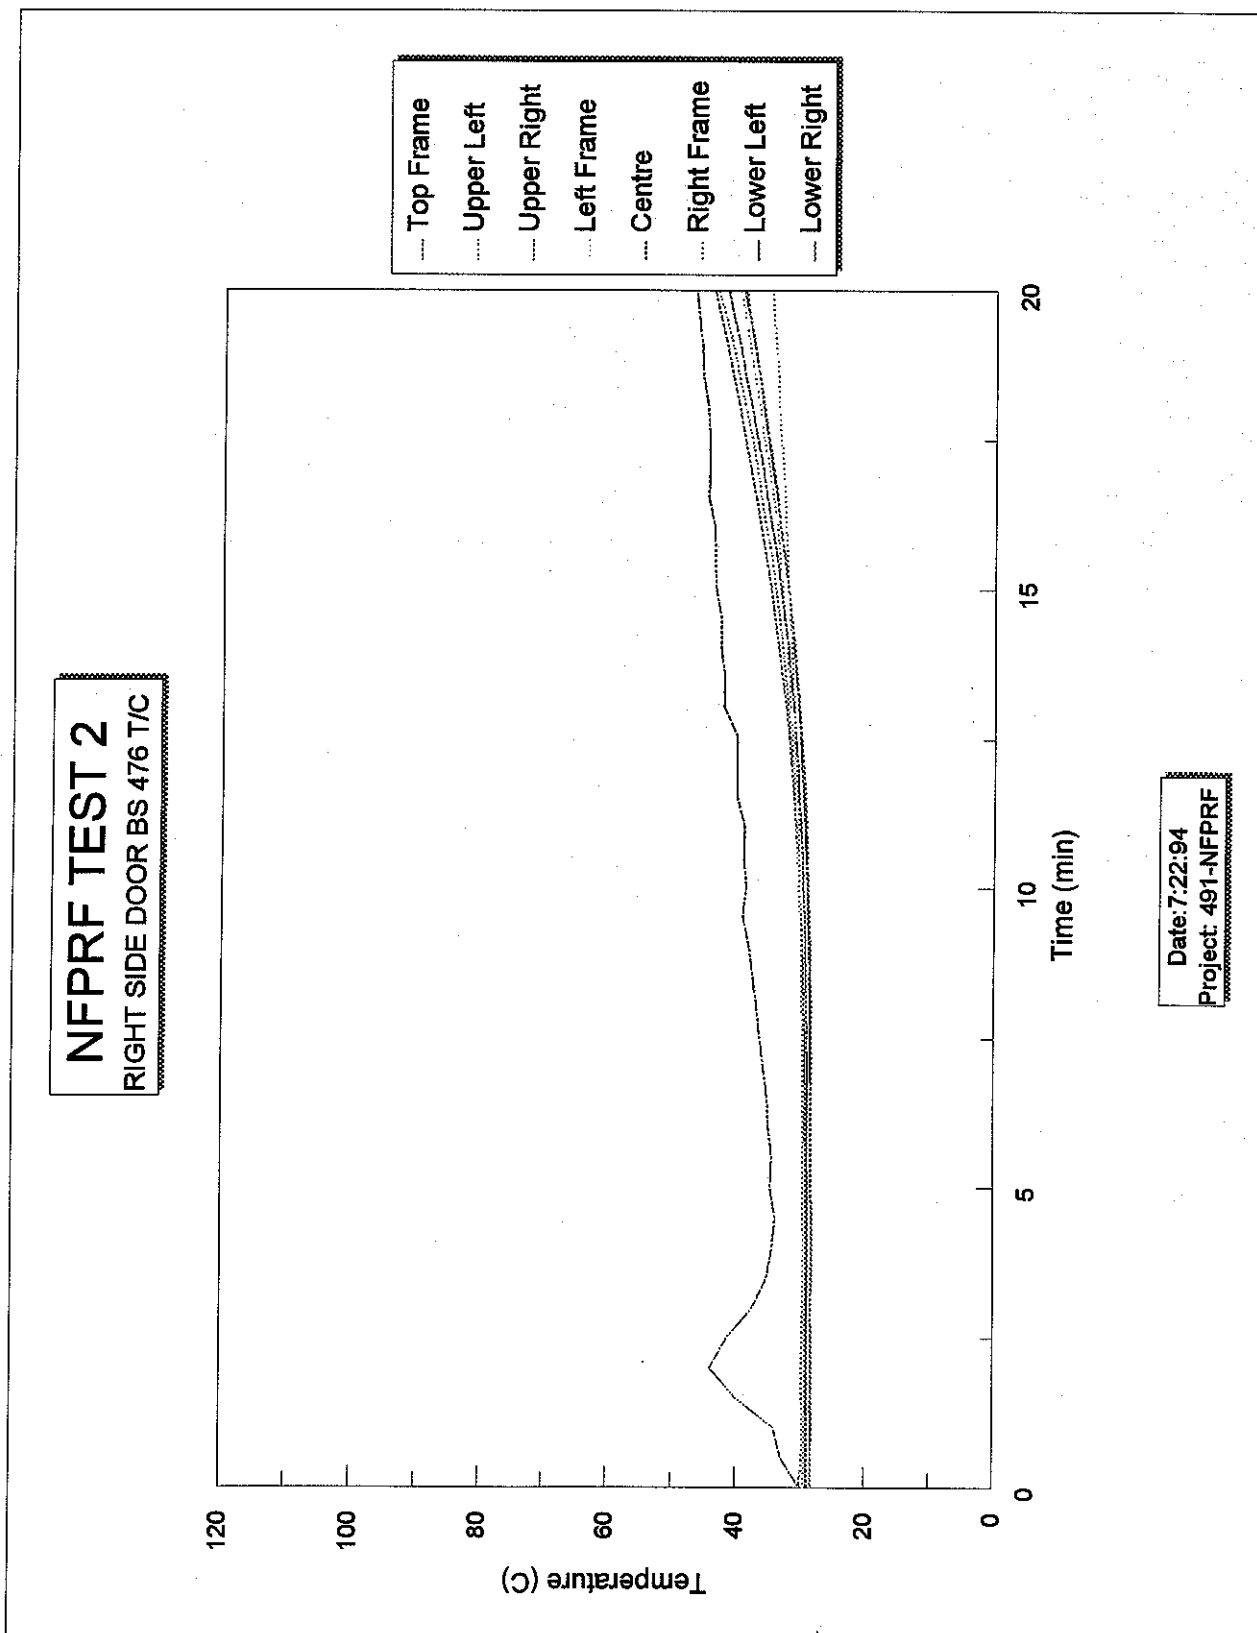 NFPRF TEST 2
RIGHT SIDE DOOR BS 476 T/C
Temperature (C)
120
100
80
60
40
20
0
0
5
10
15
20
Time (min)
Top Frame
Upper Left
Upper Right
Left Frame
Centre
Right Frame
Lower Left
Lower Right
Date:7:22:94
Project: 491-NFPRF